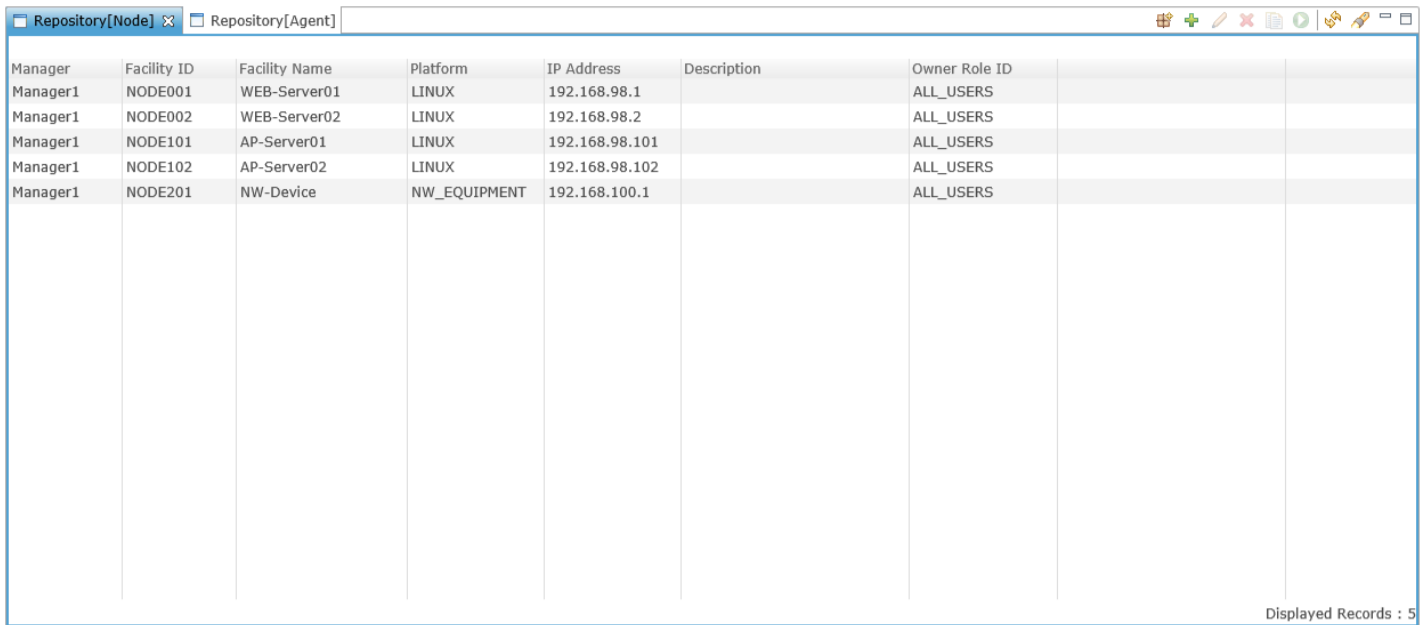 Repository[Node] Repository[Agent]
Manager Facility ID Facility Name Platform IP Address Description Owner Role ID
Manager1 NODE001 WEB-Server01 LINUX 192.168.98.1 ALL_USERS
Manager1 NODE002 WEB-Server02 LINUX 192.168.98.2 ALL_USERS
Manager1 NODE101 AP-Server01 LINUX 192.168.98.101 ALL_USERS
Manager1 NODE102 AP-Server02 LINUX 192.168.98.102 ALL_USERS
Manager1 NODE201 NW-Device NW_EQUIPMENT 192.168.100.1 ALL_USERS
Displayed Records : 5